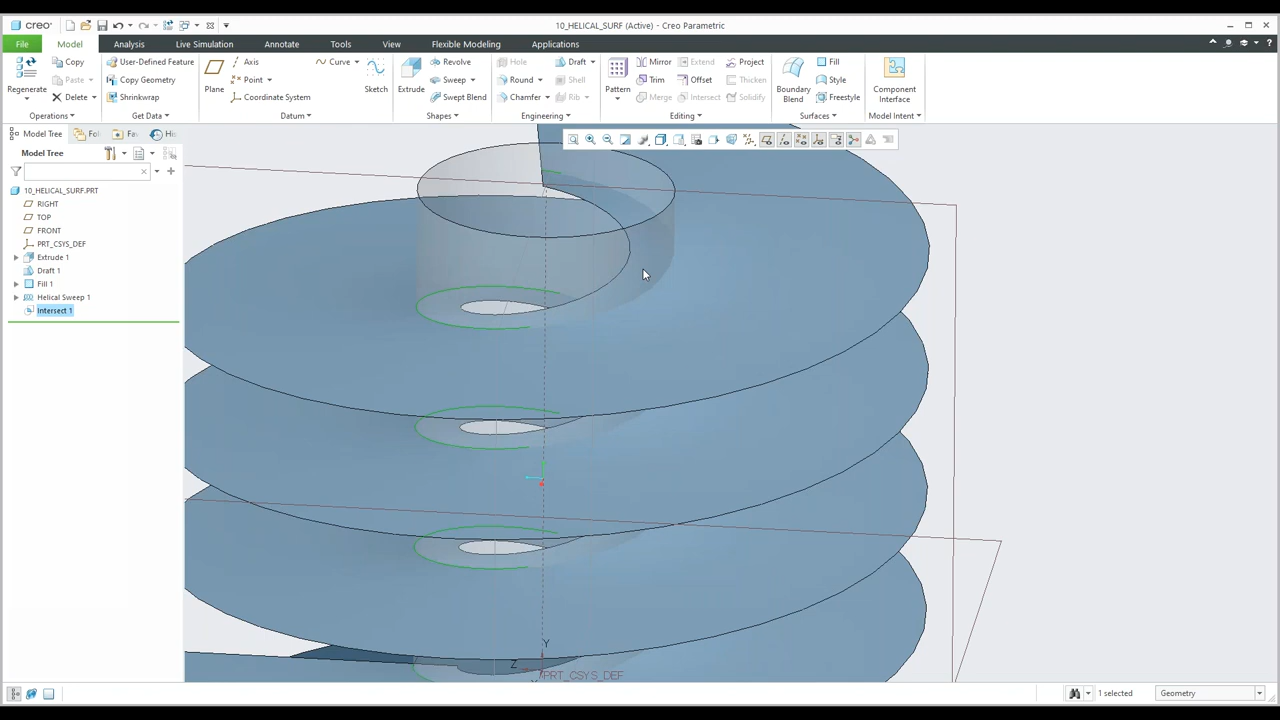 creo
10_HELICAL_SURF (Active) - Creo Parametric
File Model Analysis Live Simulation Annotate Tools View Flexible Modeling Applications
Regenerate Copy Paste Delete
User-Defined Feature
Copy Geometry
Shrinkwrap
Plane Axis Point Coordinate System Curve Sketch
Extrude Revolve Sweep Swept Blend
Hole Round Chamfer Draft Shell Rib
Pattern Mirror Trim Merge Extend Offset Intersect Project Thicken Solidify
Boundary Blend Fill Style Freestyle
Component Interface
Operations Get Data Datum Shapes Engineering Editing Surfaces Model Intent
Model Tree Fol Fa His
Model Tree
10_HELICAL_SURF.PRT
RIGHT
TOP
FRONT
PRT_CSYS_DEF
Extrude 1
Draft 1
Fill 1
Helical Sweep 1
Intersect 1
Y
Z
PRT_CSYS_DEF
1 selected Geometry